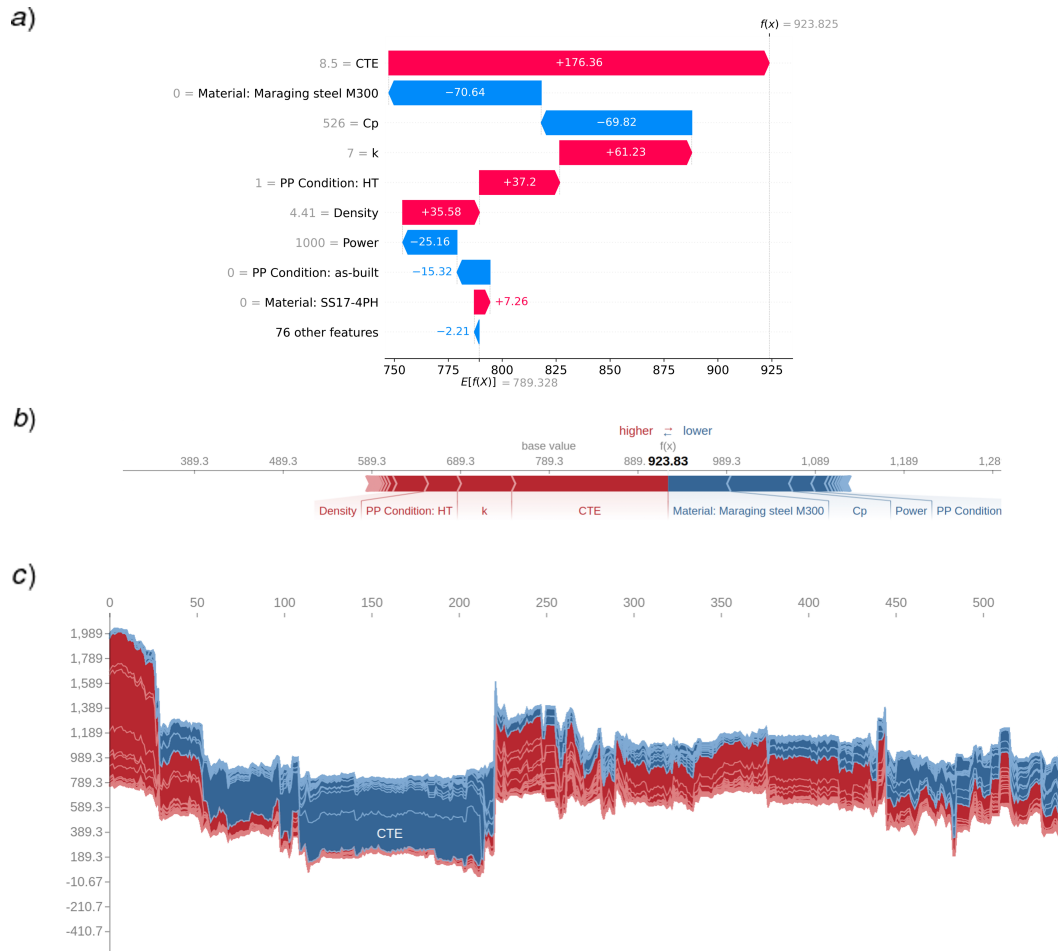 a)
f(x) = 923.825
8.5 = CTE
+176.36
0 = Material: Maraging steel M300
−70.64
526 = Cp
−69.82
7 = k
+61.23
1 = PP Condition: HT
+37.2
4.41 = Density
+35.58
1000 = Power
−25.16
0 = PP Condition: as-built
−15.32
0 = Material: SS17-4PH
+7.26
76 other features
−2.21
750 775 800 825 850 875 900 925
E[f(X)] = 789.328
b)
higher ⇄ lower
base value f(x)
389.3 489.3 589.3 689.3 789.3 889. 923.83 989.3 1,089 1,189 1,28
Density PP Condition: HT k CTE Material: Maraging steel M300 Cp Power PP Condition
c)
0 50 100 150 200 250 300 350 400 450 500
1,989
1,789
1,589
1,389
1,189
989.3
789.3
589.3
389.3
CTE
189.3
-10.67
-210.7
-410.7